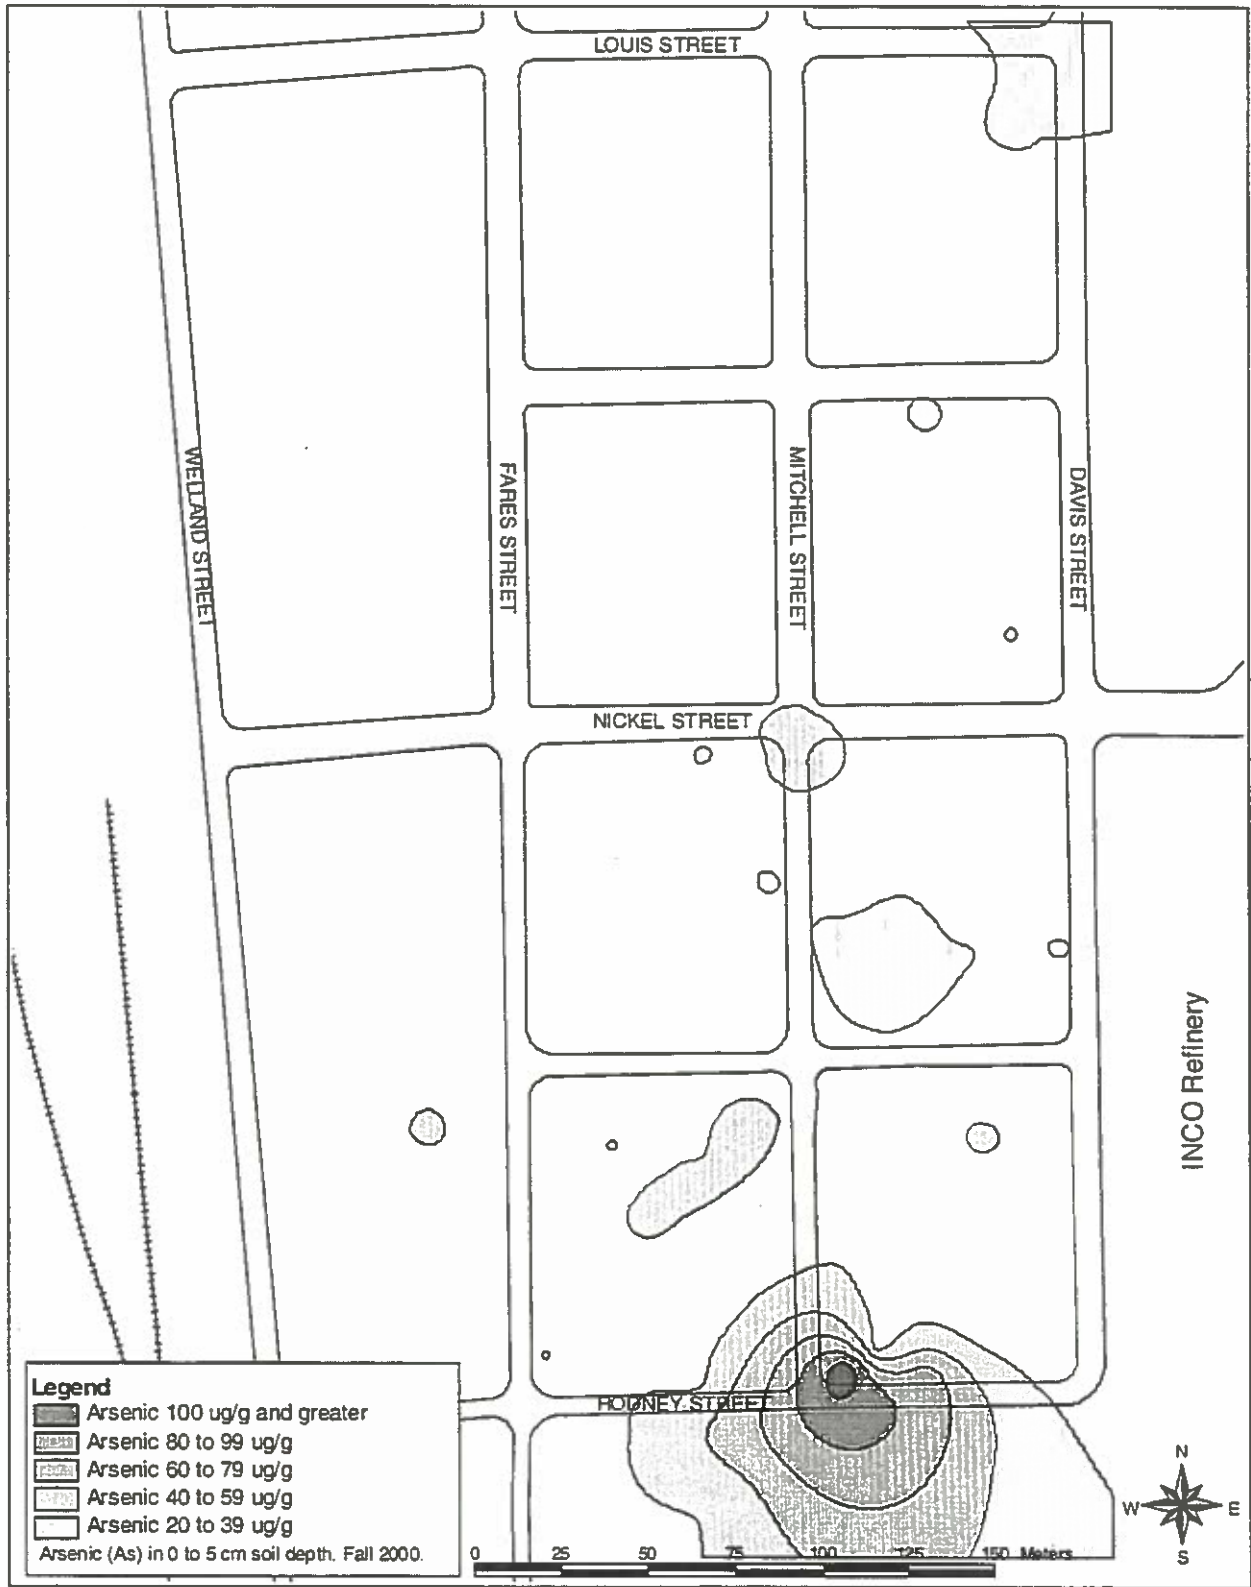 LOUIS STREET
WELLAND STREET
FARES STREET
MITCHELL STREET
DAVIS STREET
NICKEL STREET
INCO Refinery
RODNEY STREET
Legend
Arsenic 100 ug/g and greater
Arsenic 80 to 99 ug/g
Arsenic 60 to 79 ug/g
Arsenic 40 to 59 ug/g
Arsenic 20 to 39 ug/g
Arsenic (As) in 0 to 5 cm soil depth. Fall 2000.
0 25 50 75 100 125 150 Meters
N
W E
S